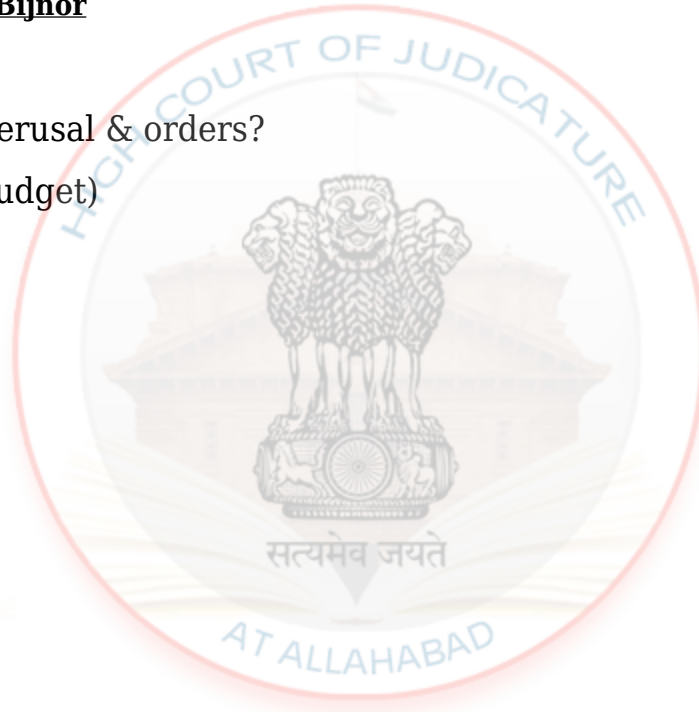 Bijnor
erusal & orders?
udget)
HIGH COURT OF JUDICATURE
सत्यमेव जयते
AT ALLAHABAD